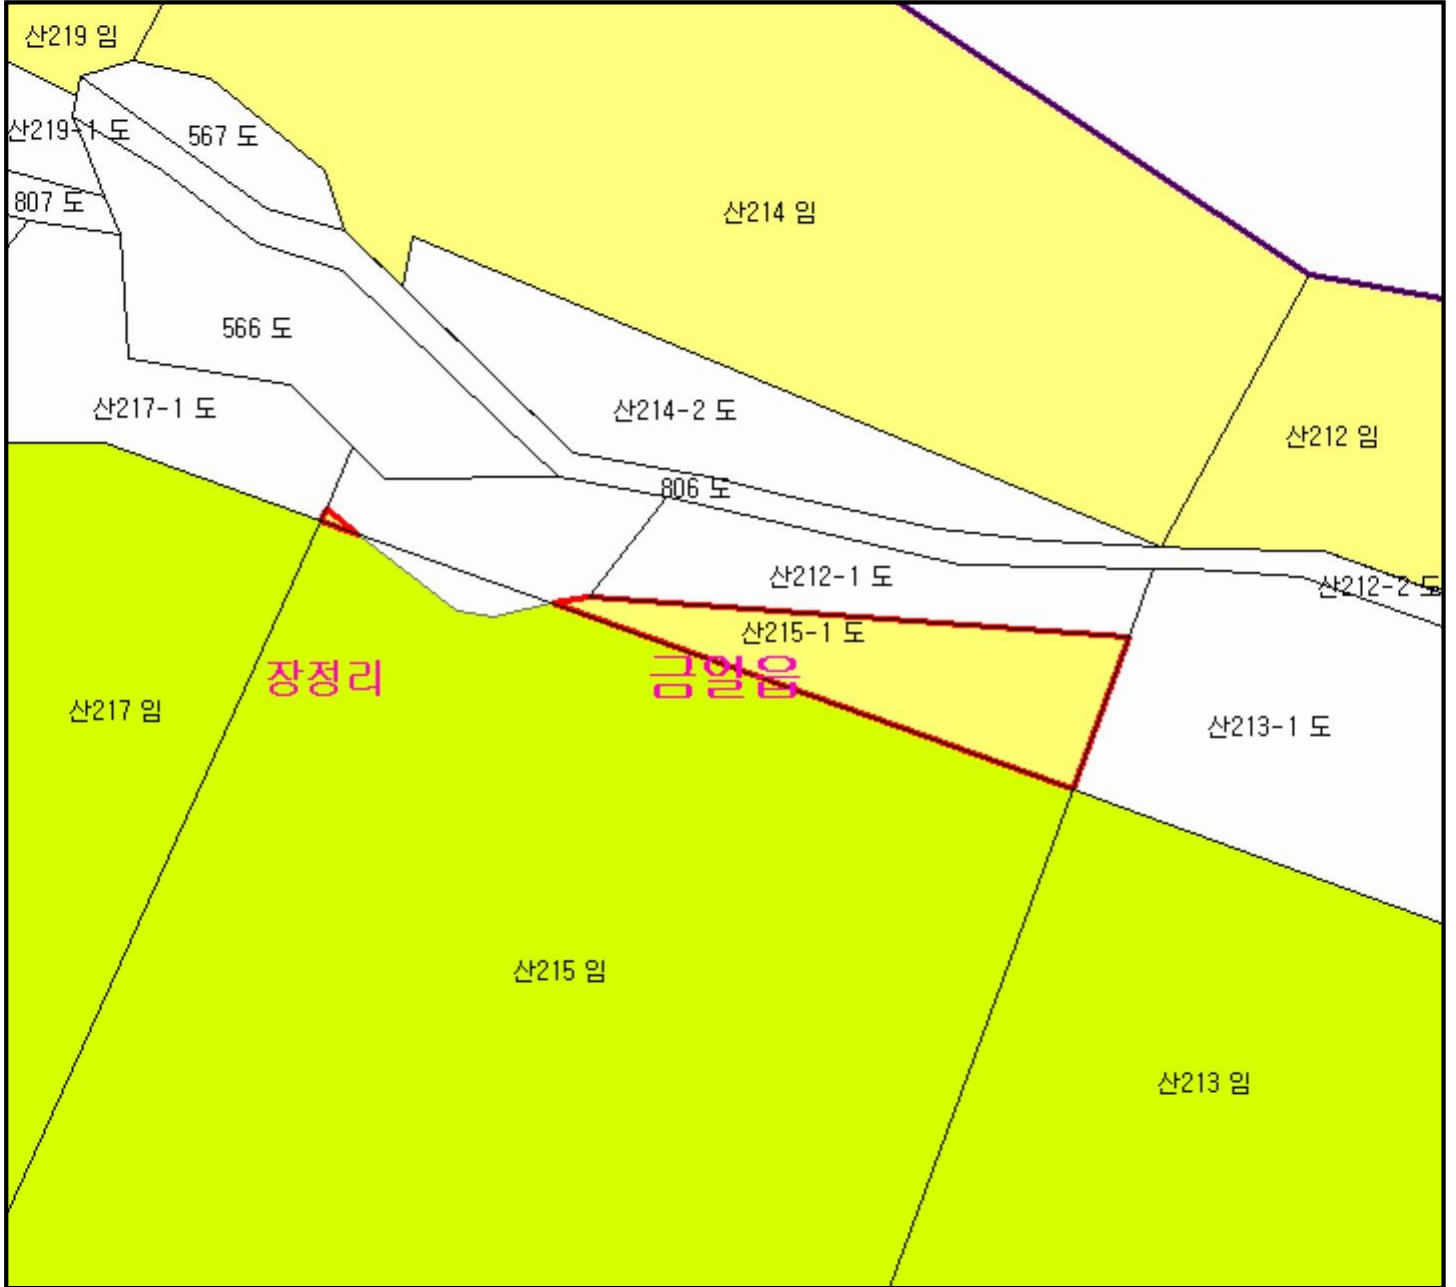 산219 임
산219-1 도
567 도
807 도
산214 임
566 도
산217-1 도
산214-2 도
산212 임
806 도
산212-1 도
산212-2 도
산215-1 도
장정리
금일읍
산217 임
산213-1 도
산215 임
산213 임